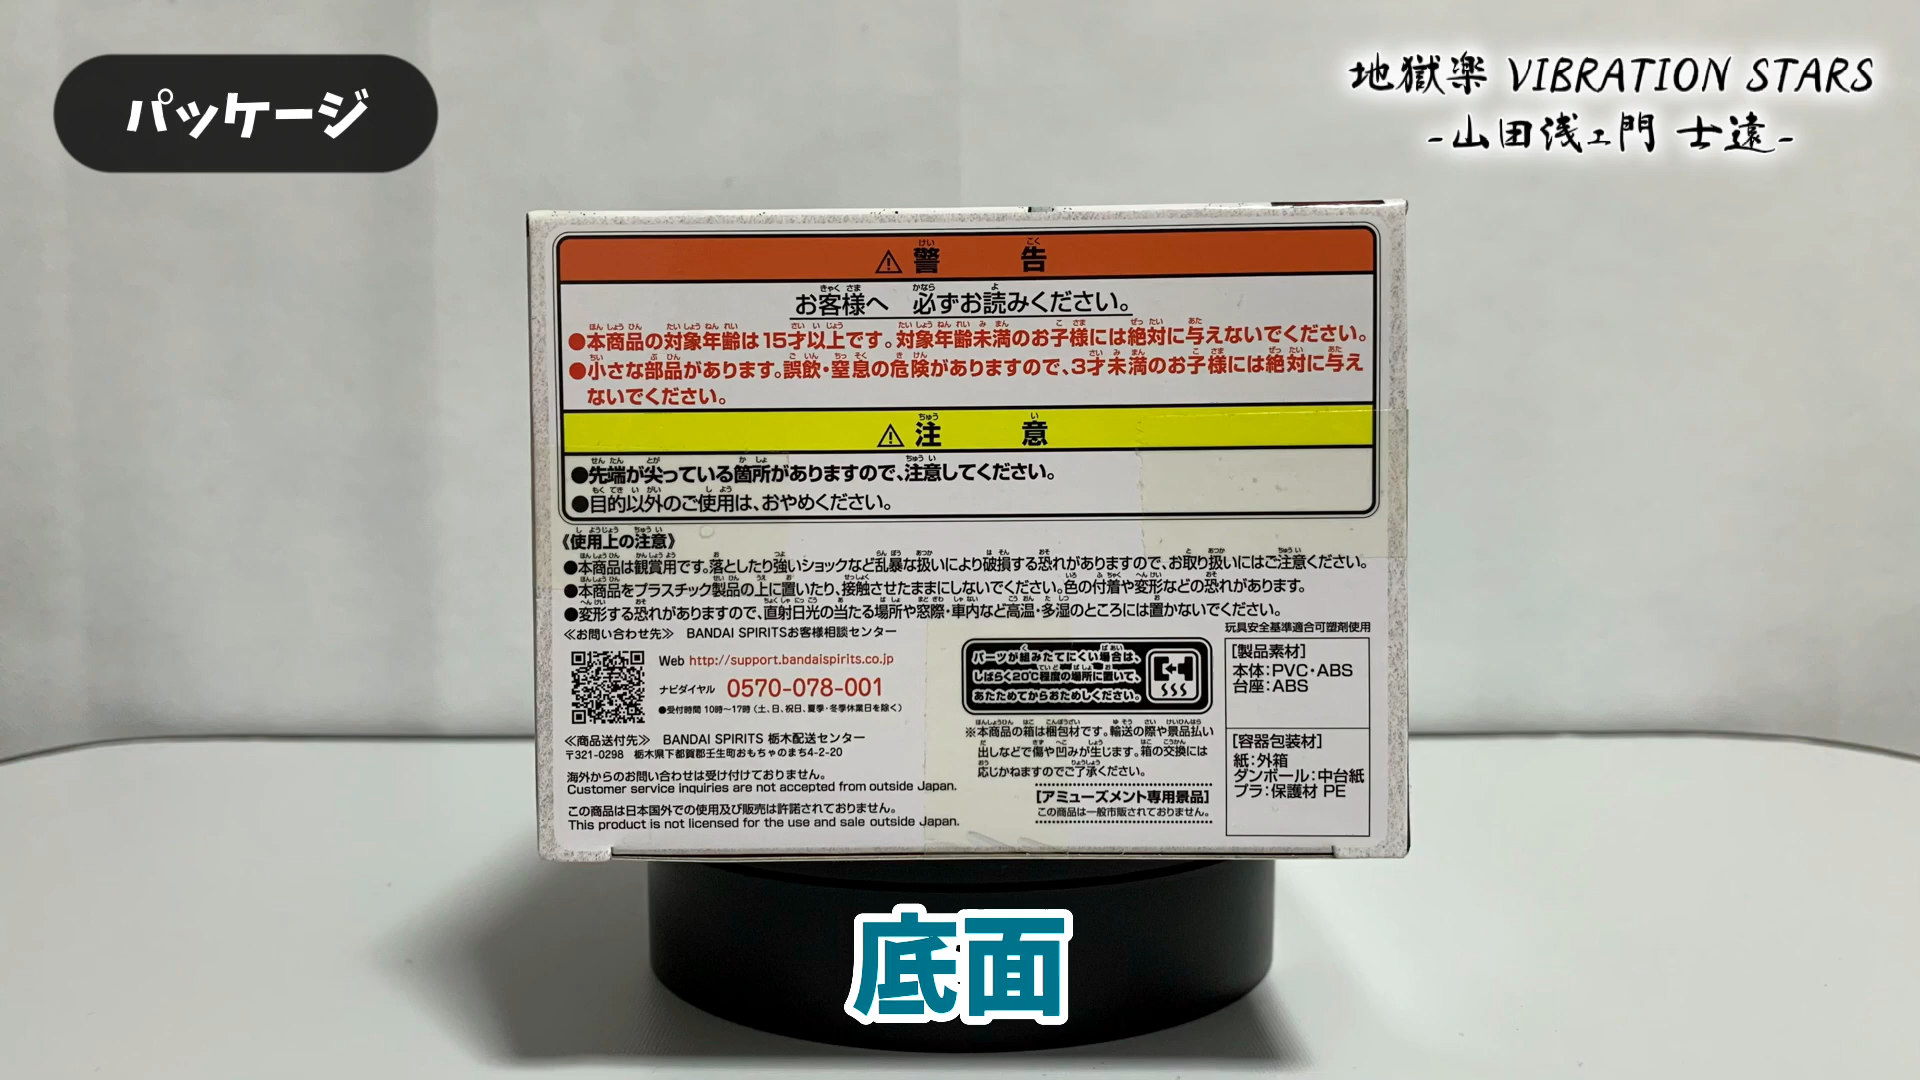 パッケージ
地獄楽 VIBRATION STARS
-山田浅ェ門 士遠-
⚠ 警告
お客様へ 必ずお読みください。
●本商品の対象年齢は15才以上です。対象年齢未満のお子様には絶対に与えないでください。
●小さな部品があります。誤飲・窒息の危険がありますので、3才未満のお子様には絶対に与え
ないでください。
⚠ 注意
●先端が尖っている箇所がありますので、注意してください。
●目的以外のご使用は、おやめください。
《使用上の注意》
●本商品は観賞用です。落としたり強いショックなど乱暴な扱いにより破損する恐れがありますので、お取り扱いにはご注意ください。
●本商品をプラスチック製品の上に置いたり、接触させたままにしないでください。色の付着や変形などの恐れがあります。
●変形する恐れがありますので、直射日光の当たる場所や窓際・車内など高温・多湿のところには置かないでください。
≪お問い合わせ先≫ BANDAI SPIRITSお客様相談センター
Web http://support.bandaispirits.co.jp
ナビダイヤル 0570-078-001
●受付時間 10時〜17時(土、日、祝日、夏季・冬季休業日を除く)
≪商品送付先≫ BANDAI SPIRITS 栃木配送センター
〒321-0298 栃木県下都賀郡壬生町おもちゃのまち4-2-20
海外からのお問い合わせは受け付けておりません。
Customer service inquiries are not accepted from outside Japan.
この商品は日本国外での使用及び販売は許諾されておりません。
This product is not licensed for the use and sale outside Japan.
パーツが組みたてにくい場合は、
しばらく20℃程度の場所に置いて、
あたためてからおためしください。
※本商品の箱は梱包材です。輸送の際や景品払い
出しなどで傷や凹みが生じます。箱の交換には
応じかねますのでご了承ください。
[アミューズメント専用景品]
この商品は一般市販されておりません。
玩具安全基準適合可塑剤使用
[製品素材]
本体:PVC・ABS
台座:ABS
[容器包装材]
紙:外箱
ダンボール:中台紙
プラ:保護材 PE
底面